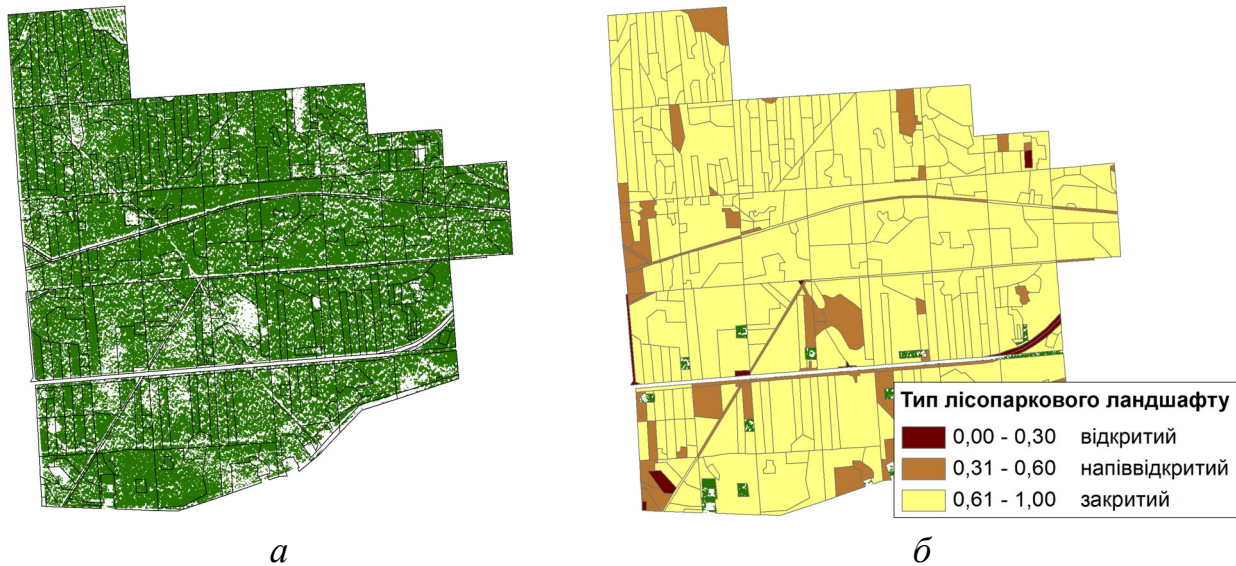 Тип лісопаркового ландшафту
0,00 - 0,30 відкритий
0,31 - 0,60 напіввідкритий
0,61 - 1,00 закритий
а б